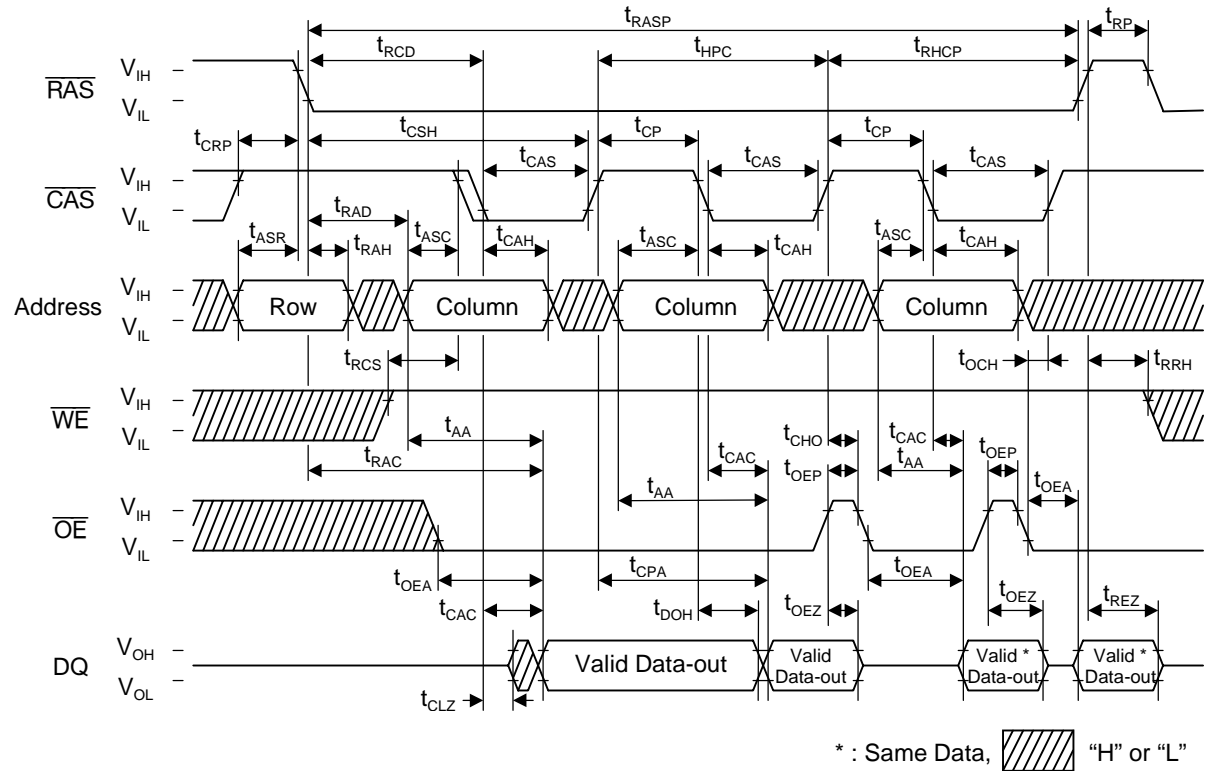 tRASP
tRP
tRCD
tHPC
tRHCP
RAS
VIH
VIL
tCRP
tCSH
tCP
tCP
tCAS
tCAS
tCAS
CAS
VIH
VIL
tRAD
tASR
tRAH
tASC
tCAH
tASC
tCAH
tASC
tCAH
Address
VIH
VIL
Row
Column
Column
Column
tRCS
tOCH
tRRH
WE
VIH
VIL
tAA
tCHO
tCAC
tRAC
tCAC
tOEP
tAA
tOEP
tAA
tOEA
OE
VIH
VIL
tOEA
tCPA
tOEA
tCAC
tDOH
tOEZ
tOEZ
tREZ
DQ
VOH
VOL
Valid Data-out
Valid
Data-out
Valid *
Data-out
Valid *
Data-out
tCLZ
* : Same Data, “H” or “L”